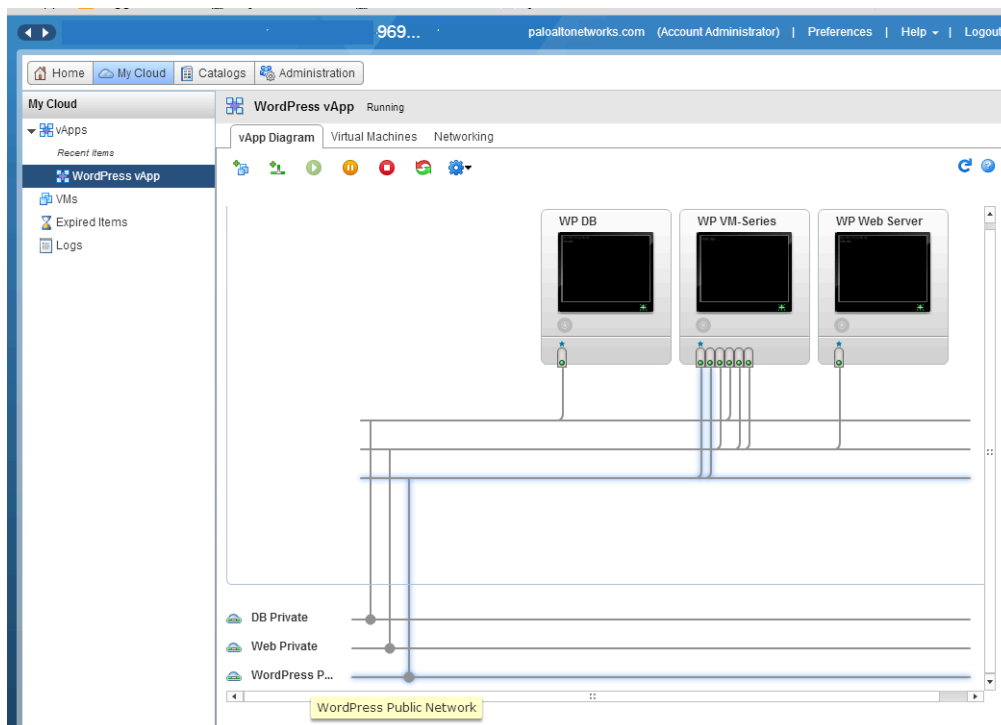 969...
paloaltonetworks.com (Account Administrator) | Preferences | Help | Logout
Home My Cloud Catalogs Administration
My Cloud
WordPress vApp Running
vApps
vApp Diagram Virtual Machines Networking
Recent Items
WordPress vApp
VMs
Expired Items
Logs
WP DB WP VM-Series WP Web Server
DB Private
Web Private
WordPress P...
WordPress Public Network